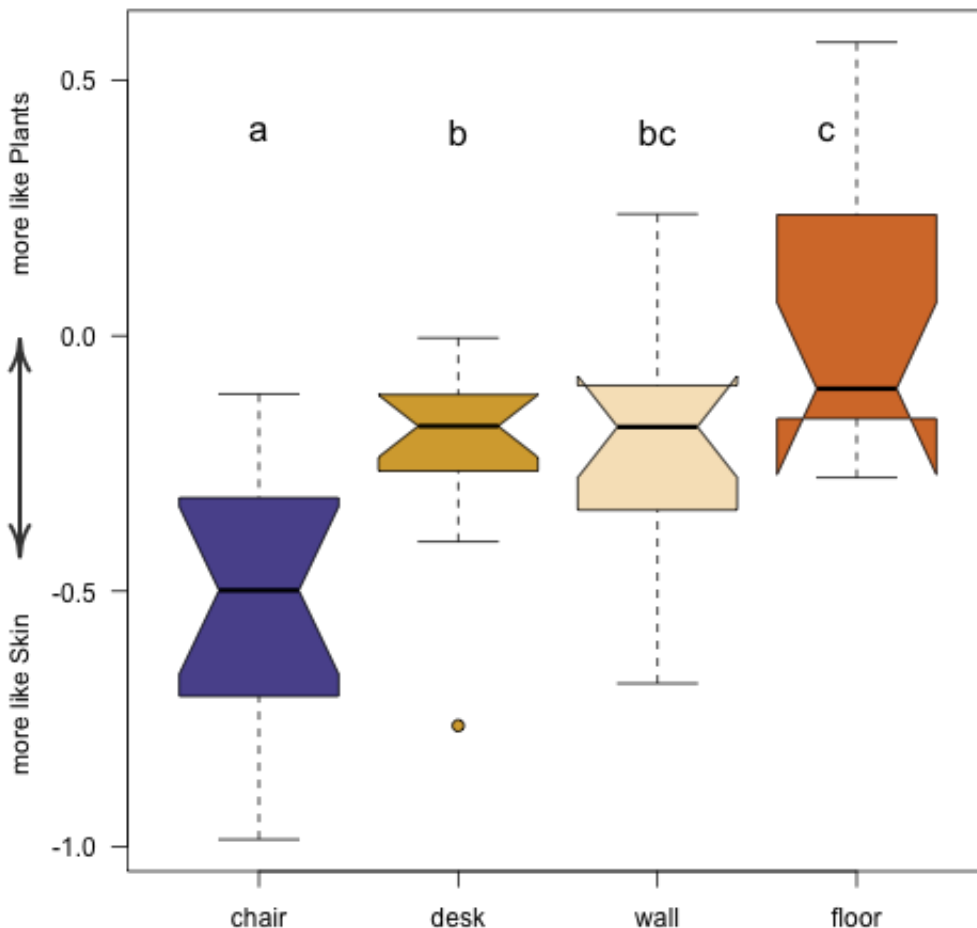 0.5
0.0
-0.5
-1.0
more like Plants
more like Skin
a
b
bc
c
chair
desk
wall
floor